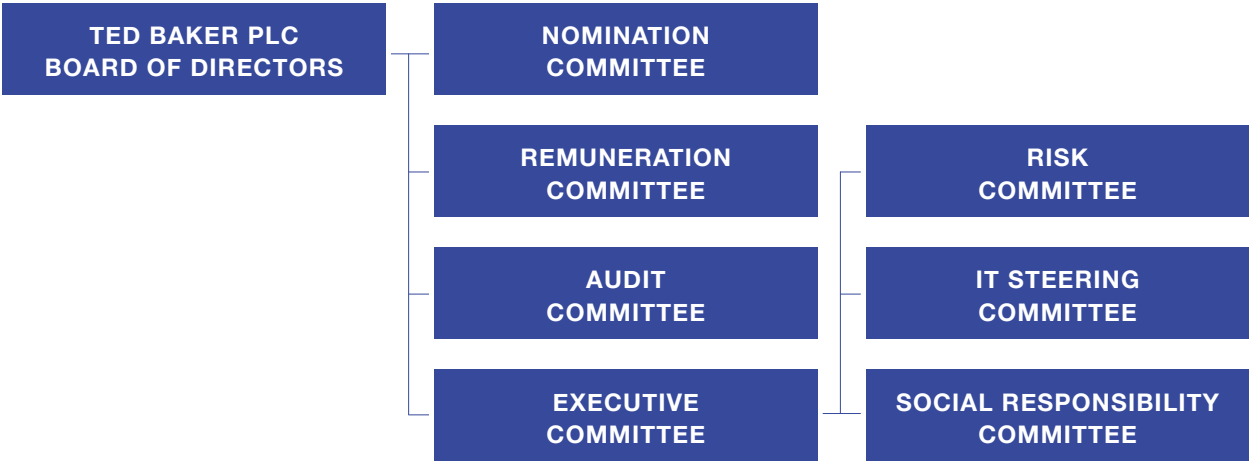 TED BAKER PLC
BOARD OF DIRECTORS
NOMINATION
COMMITTEE
REMUNERATION
COMMITTEE
RISK
COMMITTEE
AUDIT
COMMITTEE
IT STEERING
COMMITTEE
EXECUTIVE
COMMITTEE
SOCIAL RESPONSIBILITY
COMMITTEE